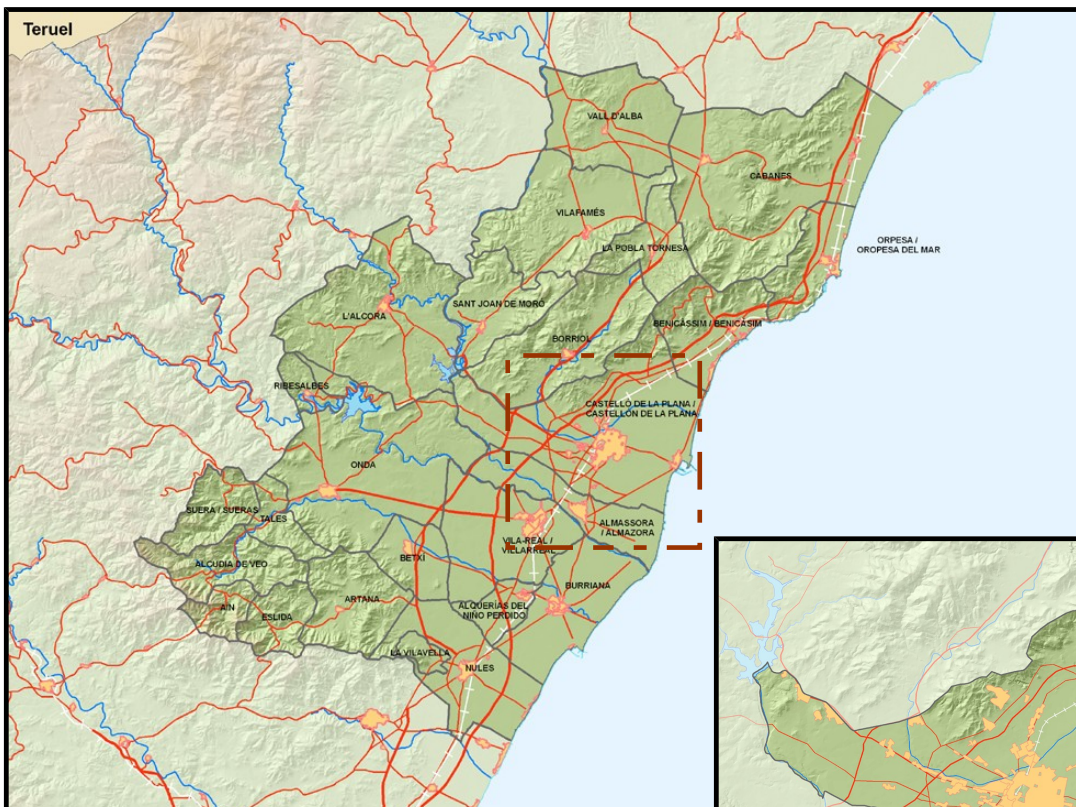 Teruel
VALL D'ALBA
CABANES
VILAFAMÉS
LA POBLA TORNESA
ORPESA /
OROPESA DEL MAR
SANT JOAN DE MORÓ
L'ALCORA
BENICÀSSIM / BENICASIM
BORRIOL
RIBESALBES
CASTELLÓ DE LA PLANA /
CASTELLÓN DE LA PLANA
ONDA
SUERA / SUERAS
TALES
ALMASSORA
/ ALMAZORA
VILA-REAL /
VILLARREAL
BETXÍ
ALCUDIA DE VEO
BURRIANA
ARTANA
AÍN
ESLIDA
ALQUERÍAS DEL
NIÑO PERDIDO
LA VILAVELLA
NULES